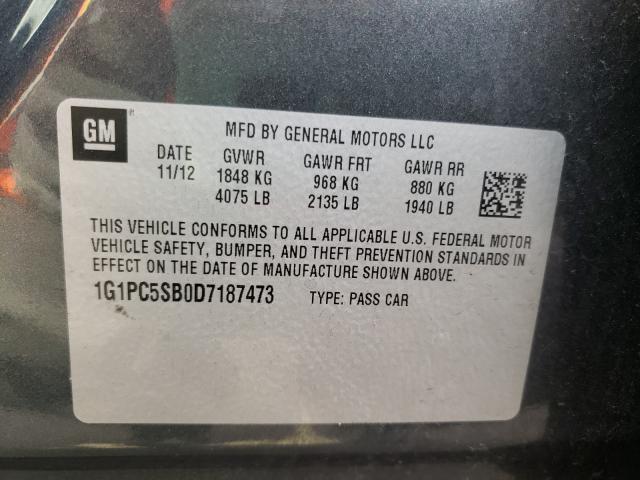 GM
MFD BY GENERAL MOTORS LLC
DATE GVWR GAWR FRT GAWR RR
11/12 1848 KG 968 KG 880 KG
4075 LB 2135 LB 1940 LB
THIS VEHICLE CONFORMS TO ALL APPLICABLE U.S. FEDERAL MOTOR
VEHICLE SAFETY, BUMPER, AND THEFT PREVENTION STANDARDS IN
EFFECT ON THE DATE OF MANUFACTURE SHOWN ABOVE.
1G1PC5SB0D7187473 TYPE: PASS CAR